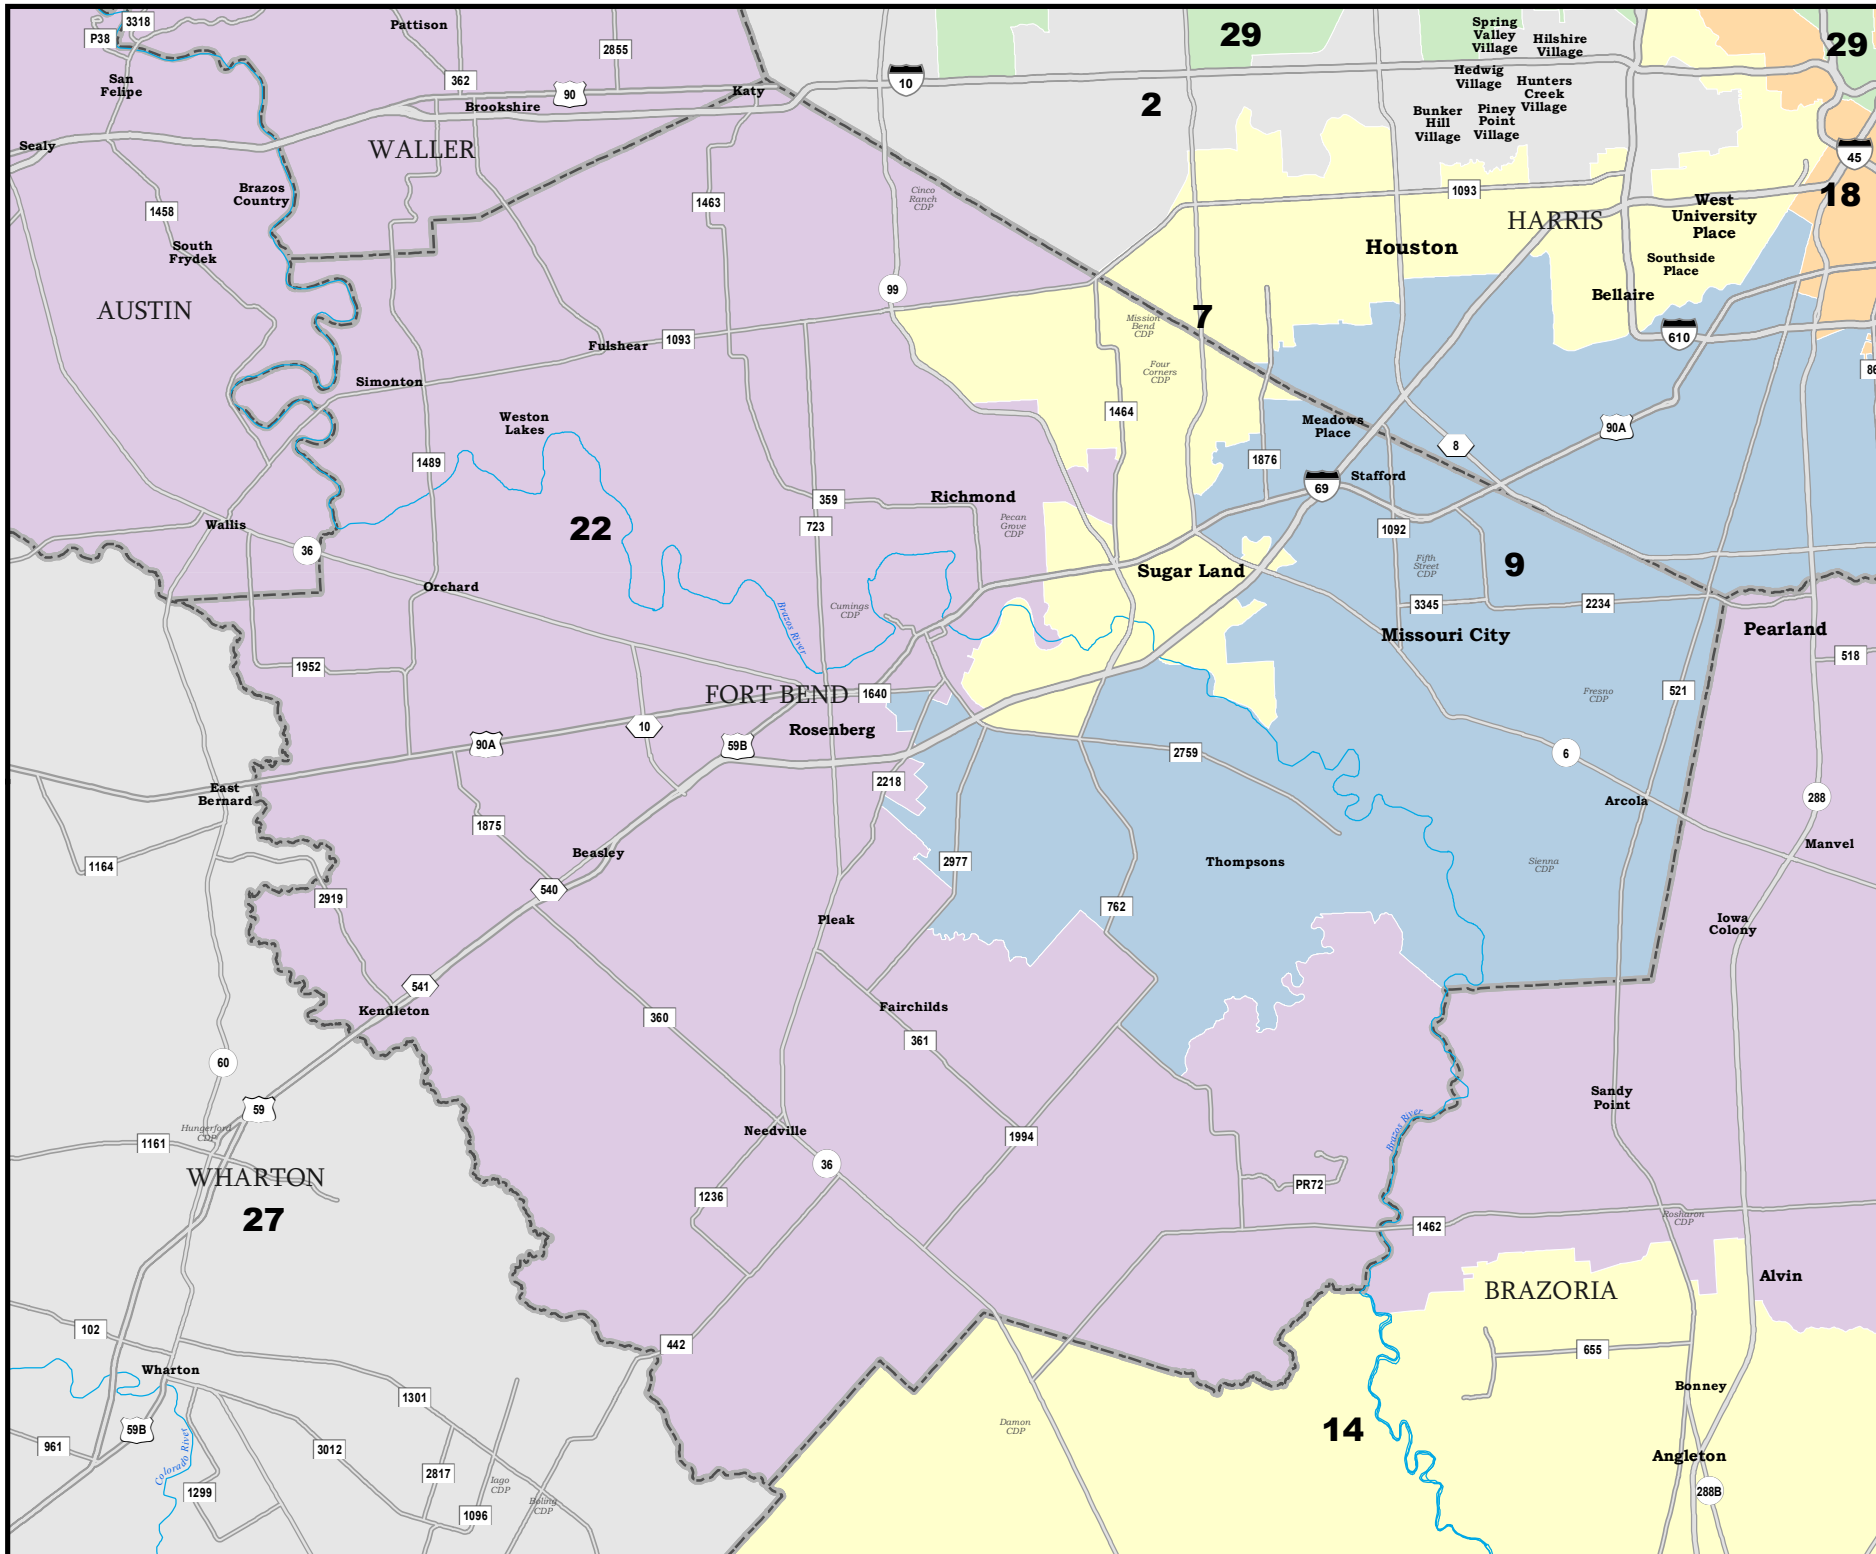 3318
P38
Pattison
2855
362
San
Felipe
90
Brookshire
Katy
10
29
2
Spring
Valley
Village
Hilshire
Village
Hedwig
Village
Hunters
Creek
Village
Bunker
Hill
Village
Piney
Point
Village
29
45
18
Sealy
WALLER
Brazos
Country
1458
South
Frydek
AUSTIN
1463
Cinco
Ranch
CDP
99
1093
HARRIS
West
University
Place
Houston
Southside
Place
Bellaire
610
86
7
Mission
Bend
CDP
Four
Corners
CDP
1464
Fulshear
1093
Simonton
Weston
Lakes
1489
Meadows
Place
8
90A
1876
Stafford
69
1092
Wallis
36
22
359
723
Richmond
Pecan
Grove
CDP
Sugar Land
Fifth
Street
CDP
9
3345
2234
Missouri City
Pearland
518
Orchard
Cumings
CDP
Brazos River
1952
FORT BEND
1640
Rosenberg
10
90A
59B
2218
2759
Fresno
CDP
521
6
Arcola
288
Manvel
East
Bernard
1875
Beasley
1164
540
2919
2977
Thompsons
Sienna
CDP
762
Pleak
Iowa
Colony
541
Kendleton
360
Fairchilds
361
60
59
Hungerford
CDP
1161
WHARTON
27
Needville
36
1994
1236
Brazos River
PR72
1462
Sandy
Point
Rosharon
CDP
BRAZORIA
Alvin
655
102
Wharton
442
1301
59B
961
Colorado River
3012
1299
2817
Iago
CDP
Boling
CDP
1096
Damon
CDP
14
Bonney
Angleton
288B